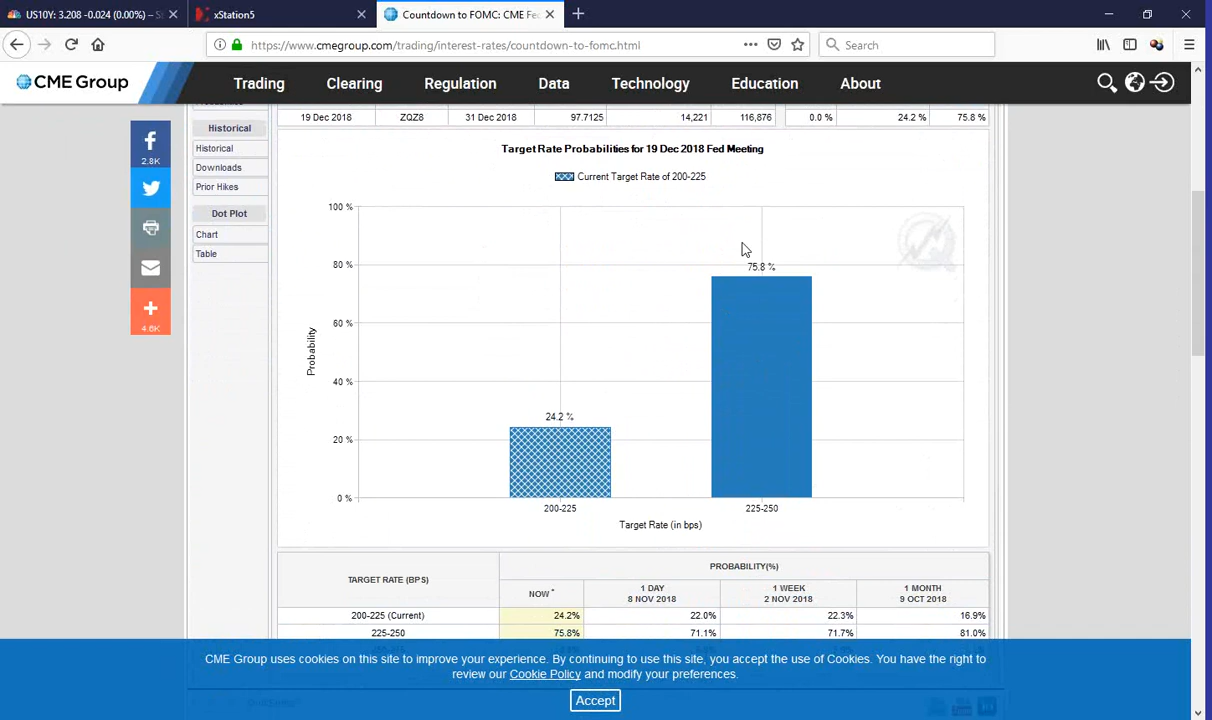 US10Y: 3.208 -0.024 (0.00%) — S
xStation5
Countdown to FOMC: CME Fe
https://www.cmegroup.com/trading/interest-rates/countdown-to-fomc.html
Search
CME Group
Trading
Clearing
Regulation
Data
Technology
Education
About
2.8K
4.6K
Historical
Historical
Downloads
Prior Hikes
Dot Plot
Chart
Table
19 Dec 2018 ZQZ8 31 Dec 2018 97.7125 14,221 116,876 0.0 % 24.2 % 75.8 %
Target Rate Probabilities for 19 Dec 2018 Fed Meeting
Current Target Rate of 200-225
100 %
80 %
60 %
40 %
20 %
0 %
Probability
75.8 %
24.2 %
200-225
225-250
Target Rate (in bps)
TARGET RATE (BPS)
PROBABILITY(%)
NOW *
1 DAY
8 NOV 2018
1 WEEK
2 NOV 2018
1 MONTH
9 OCT 2018
200-225 (Current) 24.2% 22.0% 22.3% 16.9%
225-250 75.8% 71.1% 71.7% 81.0%
CME Group uses cookies on this site to improve your experience. By continuing to use this site, you accept the use of Cookies. You have the right to
review our Cookie Policy and modify your preferences.
Accept